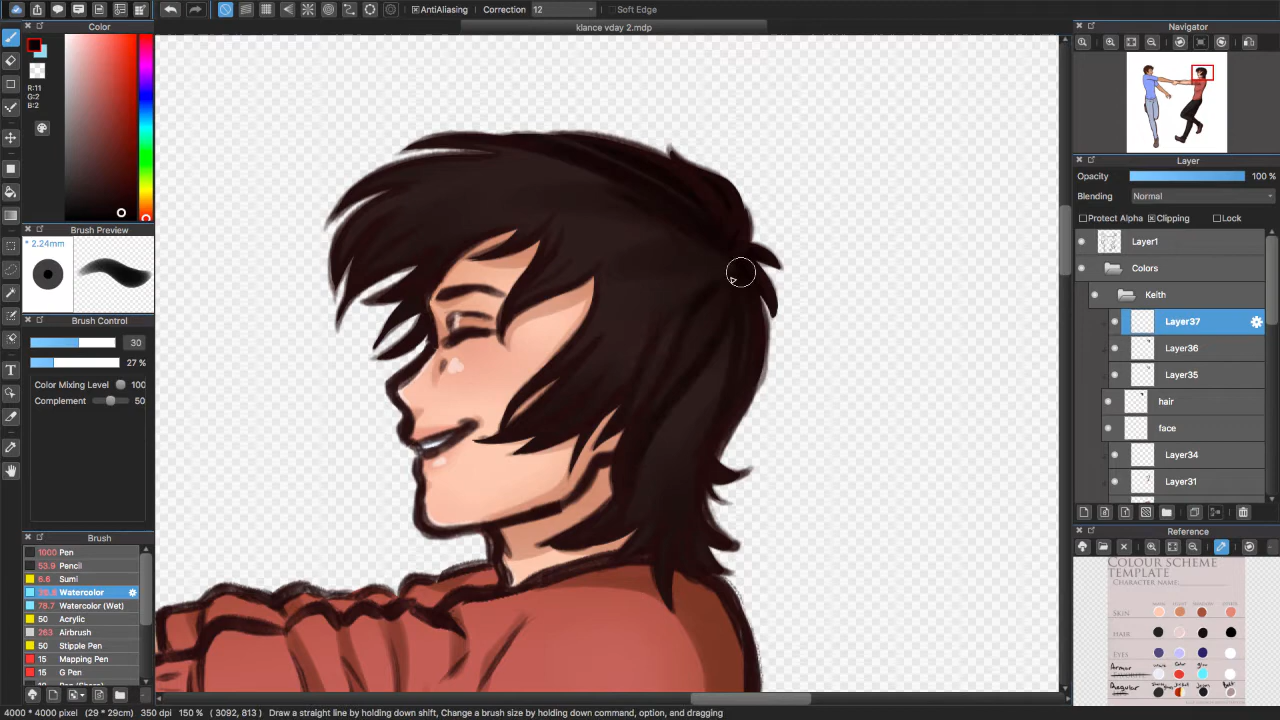 AntiAliasing Correction 12 Soft Edge
klance vday 2.mdp
Color
R:11
G:2
B:2
Brush Preview
* 2.24mm
Brush Control
30
27 %
Color Mixing Level 100
Complement 50
Brush
1000 Pen
53.9 Pencil
6.6 Sumi
Watercolor
78.7 Watercolor (Wet)
50 Acrylic
263 Airbrush
50 Stipple Pen
15 Mapping Pen
15 G Pen
Navigator
Layer
Opacity 100 %
Blending Normal
Protect Alpha Clipping Lock
Layer1
Colors
Keith
Layer37
Layer36
Layer35
hair
face
Layer34
Layer31
Reference
COLOUR SCHEME
TEMPLATE
CHARACTER NAME
SKIN
HAIR
EYES
Armor
4000 * 4000 pixel (29 * 29cm) 350 dpi 150 % ( 3092, 813 ) Draw a straight line by holding down shift, Change a brush size by holding down command, option, and dragging